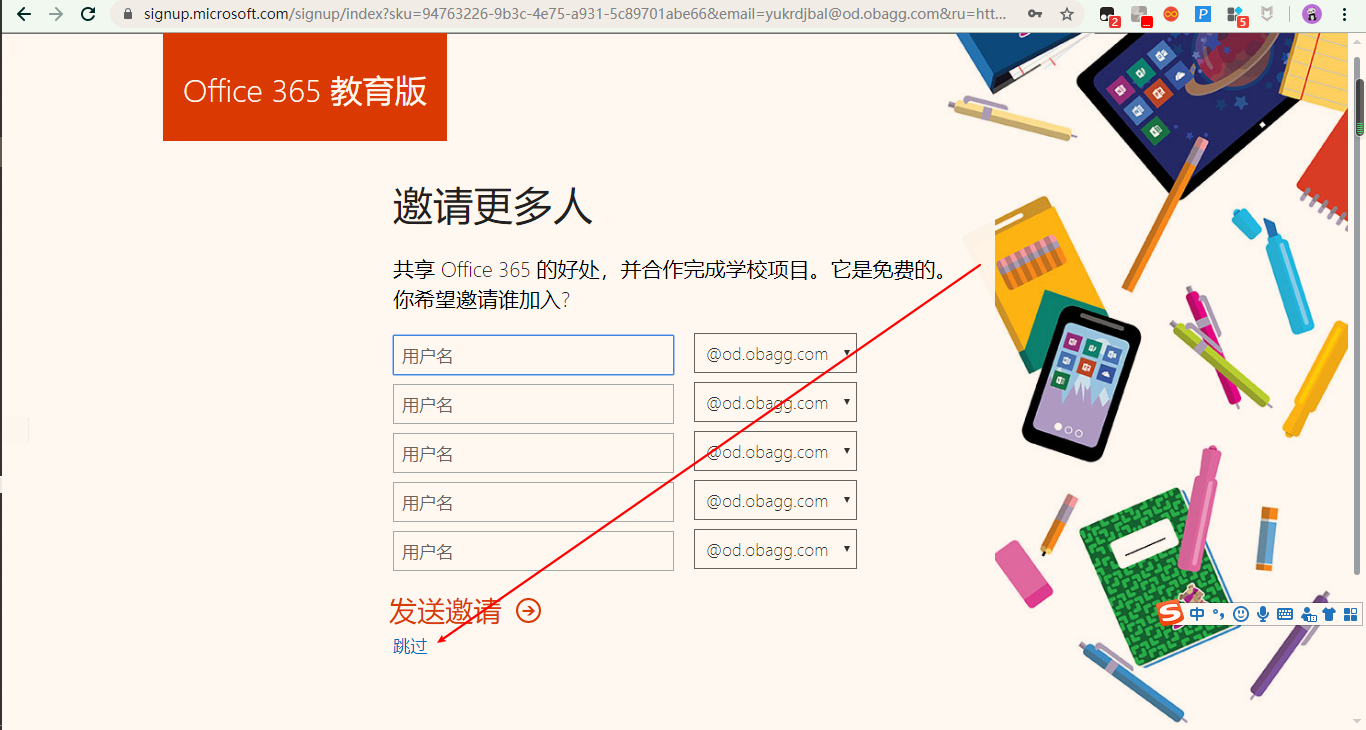 signup.microsoft.com/signup/index?sku=94763226-9b3c-4e75-a931-5c89701abe66&email=yukrdjbal@od.obagg.com&ru=htt...
2
...
P
5
Office 365 教育版
邀请更多人
共享 Office 365 的好处，并合作完成学校项目。它是免费的。
你希望邀请谁加入?
用户名 @od.obagg.com
用户名 @od.obagg.com
用户名 @od.obagg.com
用户名 @od.obagg.com
用户名 @od.obagg.com
发送邀请
跳过
S 中 18